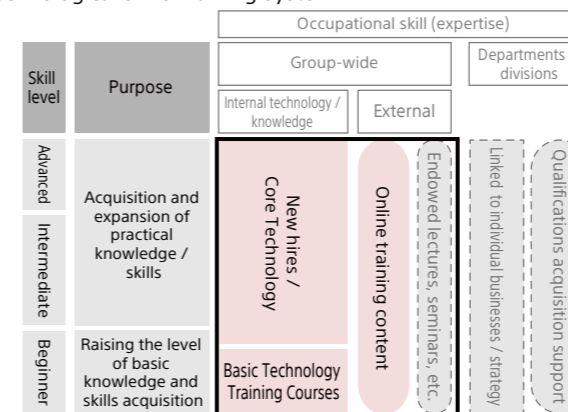 Occupational skill (expertise)
Skill
level
Purpose
Group-wide
Departments
divisions
Internal technology /
knowledge
External
Advanced
Intermediate
Beginner
Acquisition and
expansion of
practical
knowledge /
skills
Raising the level
of basic
knowledge and
skills acquisition
New hires /
Core Technology
Basic Technology
Training Courses
Online training content
Endowed lectures, seminars, etc.
Linked to individual businesses / strategy
Qualifications acquisition support